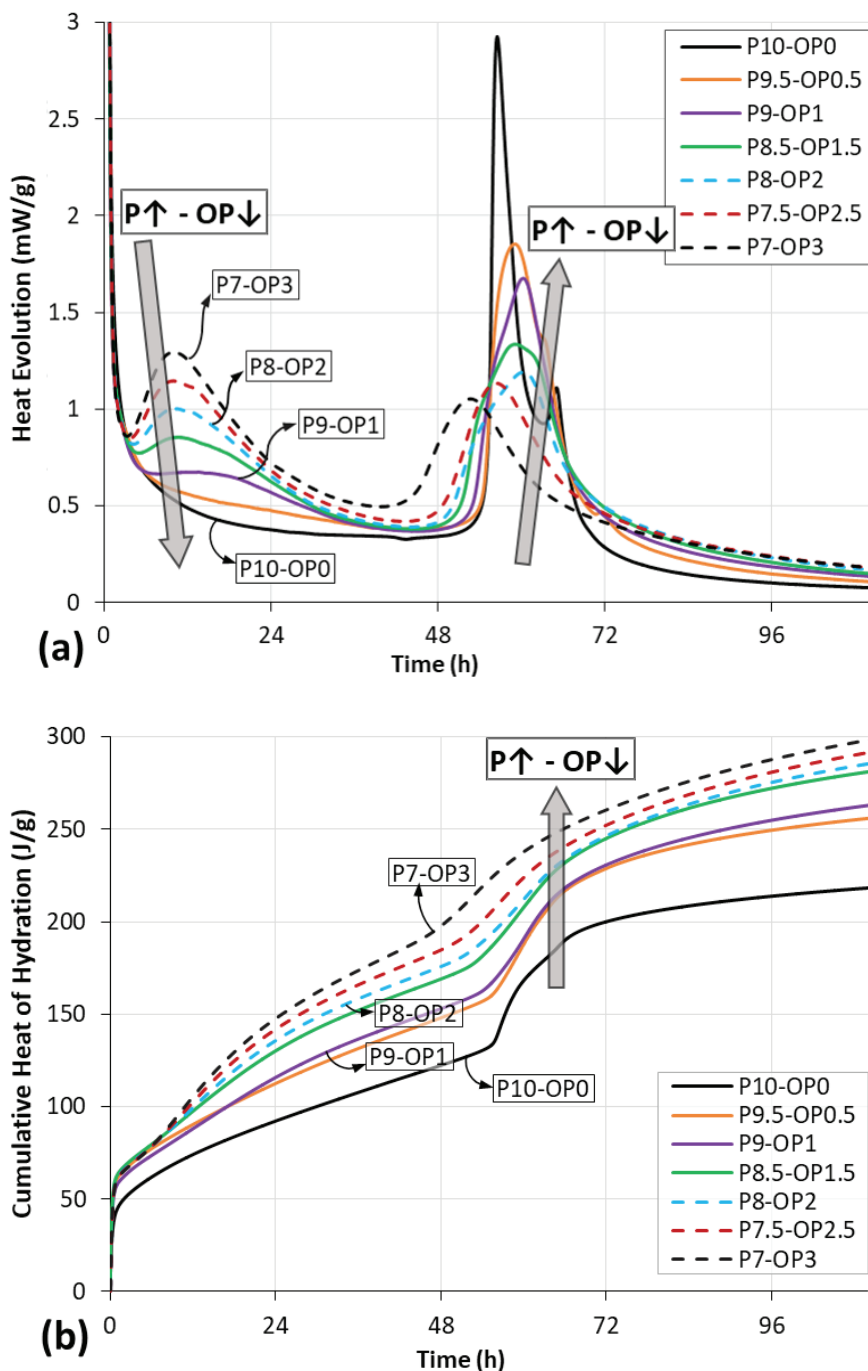 3
2.5
2
1.5
1
0.5
0
Heat Evolution (mW/g)
P10-OP0
P9.5-OP0.5
P9-OP1
P8.5-OP1.5
P8-OP2
P7.5-OP2.5
P7-OP3
P↑ - OP↓
P↑ - OP↓
P7-OP3
P8-OP2
P9-OP1
P10-OP0
0
24
48
72
96
(a)
Time (h)
300
250
200
150
100
50
0
Cumulative Heat of Hydration (J/g)
P↑ - OP↓
P7-OP3
P8-OP2
P9-OP1
P10-OP0
P10-OP0
P9.5-OP0.5
P9-OP1
P8.5-OP1.5
P8-OP2
P7.5-OP2.5
P7-OP3
0
24
48
72
96
(b)
Time (h)